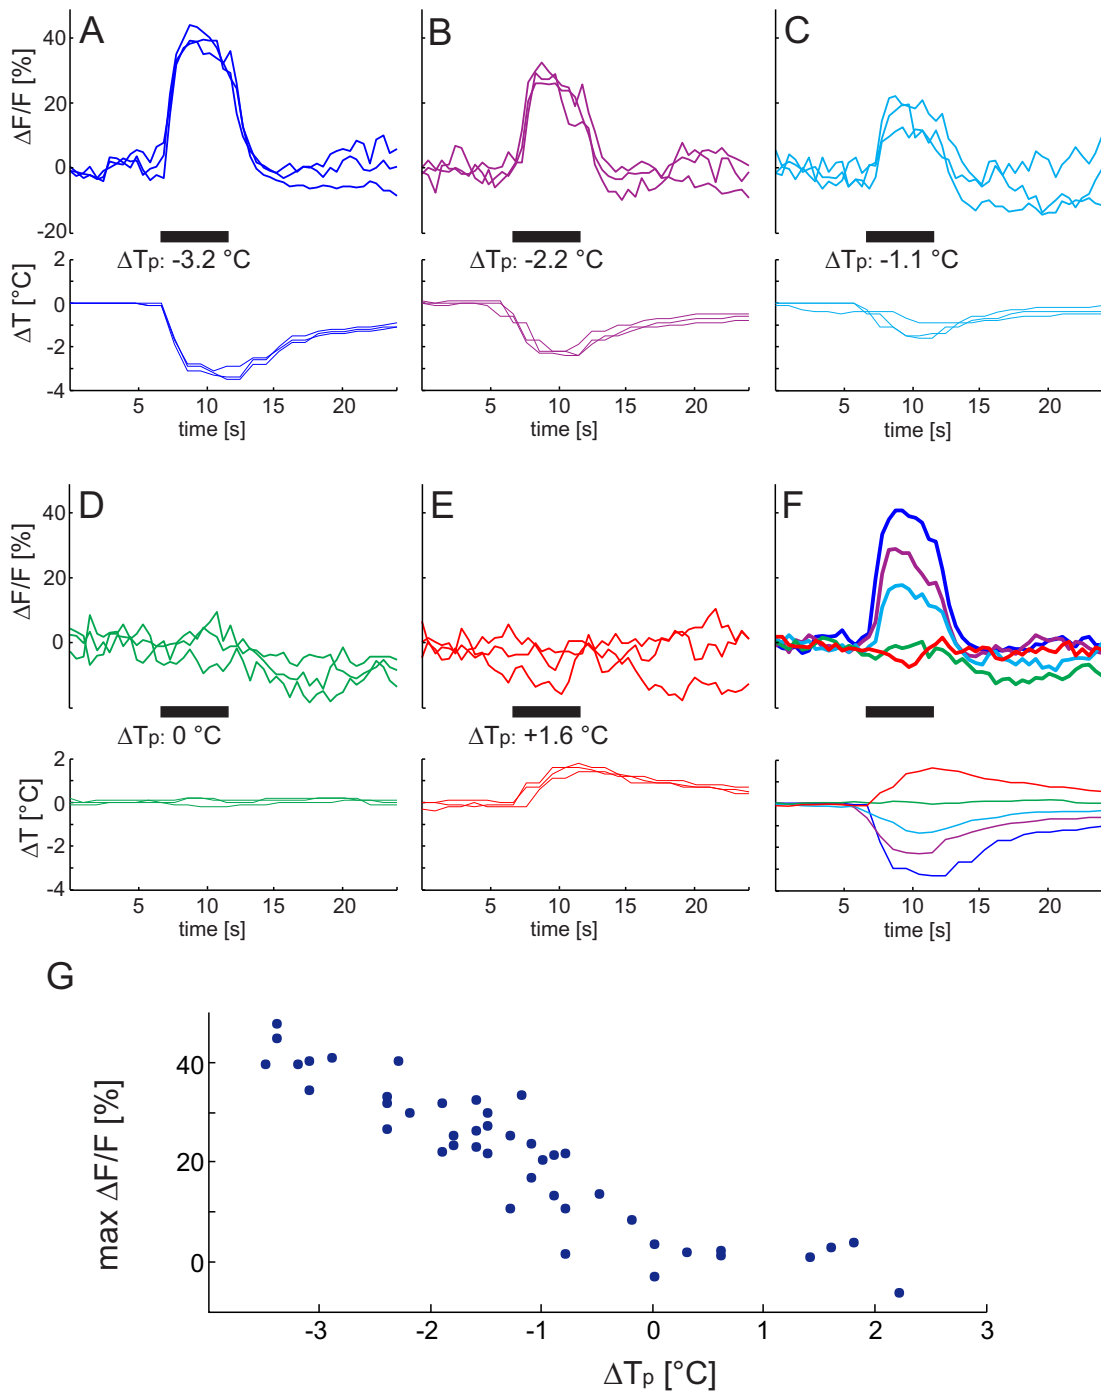 A
B
C
ΔF/F [%]
40
20
0
-20
ΔTp: -3.2 °C
ΔTp: -2.2 °C
ΔTp: -1.1 °C
ΔT [°C]
2
0
-2
-4
5 10 15 20
5 10 15 20
5 10 15 20
time [s]
time [s]
time [s]
D
E
F
ΔF/F [%]
40
20
0
ΔTp: 0 °C
ΔTp: +1.6 °C
ΔT [°C]
2
0
-2
-4
5 10 15 20
5 10 15 20
5 10 15 20
time [s]
time [s]
time [s]
G
max ΔF/F [%]
40
20
0
-3 -2 -1 0 1 2 3
ΔTp [°C]